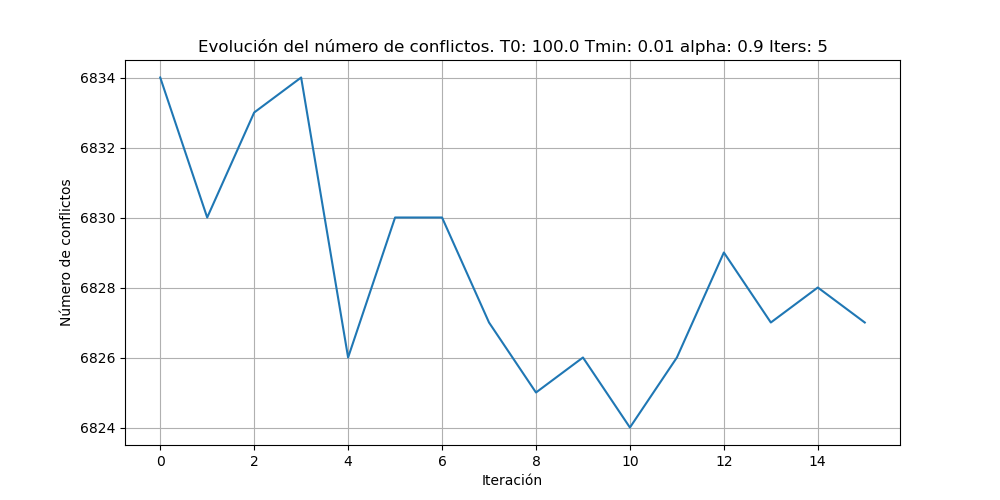 Evolución del número de conflictos. T0: 100.0 Tmin: 0.01 alpha: 0.9 Iters: 5
6834
6832
6830
6828
6826
6824
Número de conflictos
0 2 4 6 8 10 12 14
Iteración